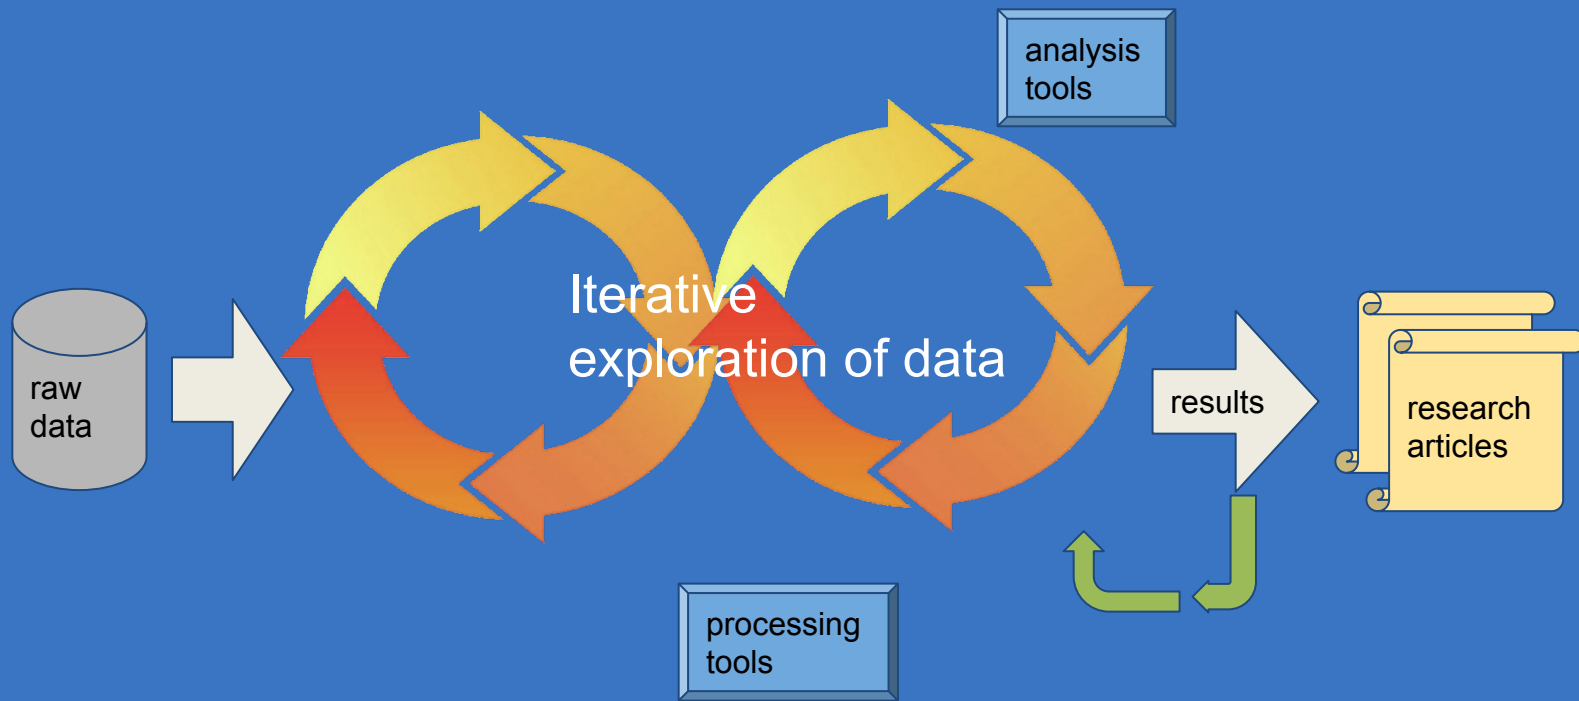 analysis
tools
Iterative
exploration of data
raw
data
results
research
articles
processing
tools